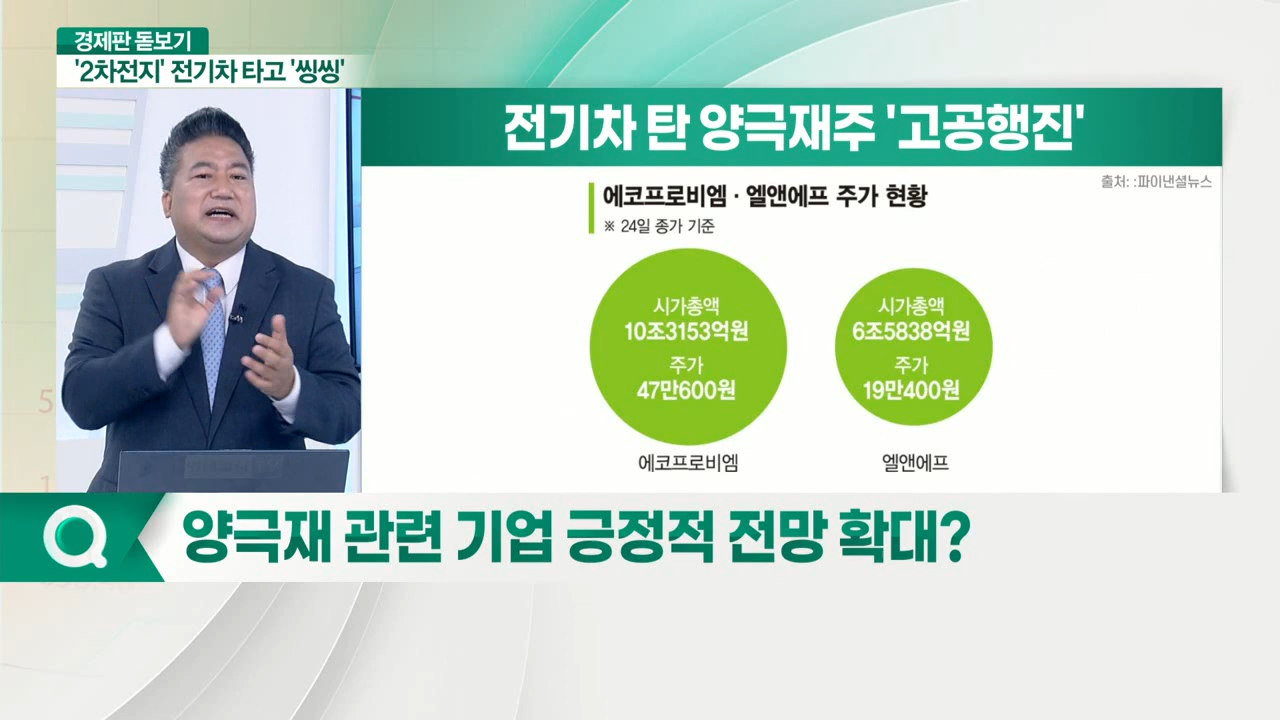 경제판 돋보기
'2차전지' 전기차 타고 '씽씽'
전기차 탄 양극재주 '고공행진'
출처: :파이낸셜뉴스
에코프로비엠·엘앤에프 주가 현황
※ 24일 종가 기준
시가총액
10조3153억원
주가
47만600원
에코프로비엠
시가총액
6조5838억원
주가
19만400원
엘앤에프
Q 양극재 관련 기업 긍정적 전망 확대?